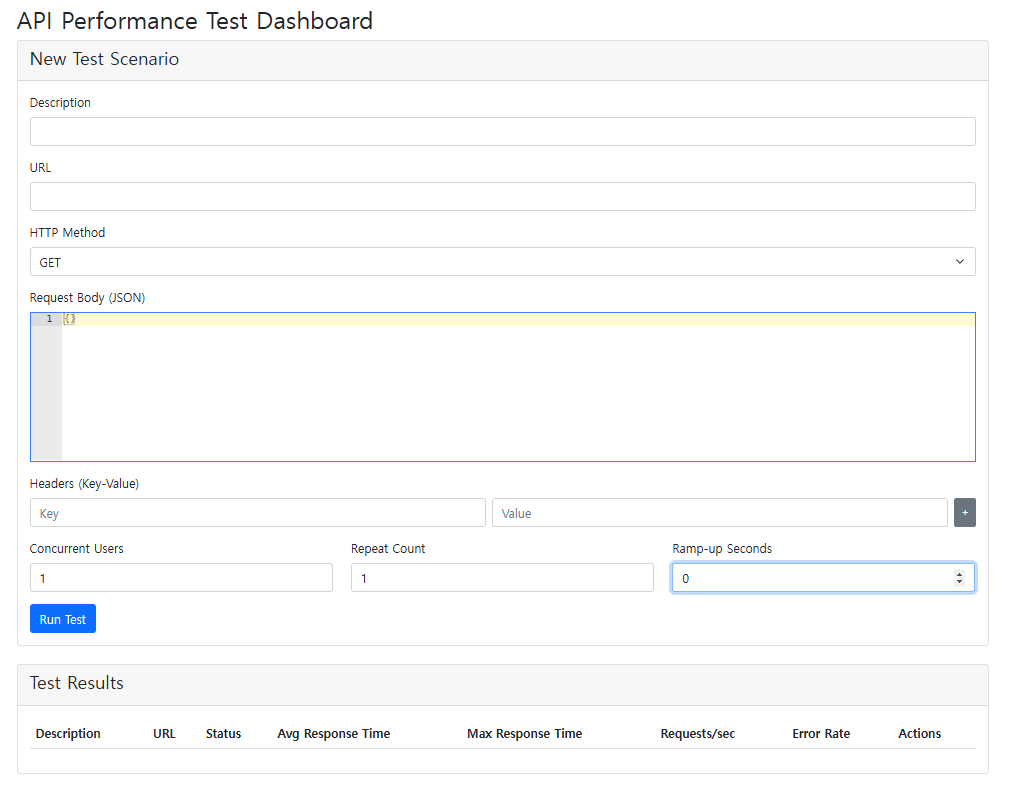 API Performance Test Dashboard
New Test Scenario
Description
URL
HTTP Method
GET
Request Body (JSON)
1 {}
Headers (Key-Value)
Key Value +
Concurrent Users Repeat Count Ramp-up Seconds
1 1 0
Run Test
Test Results
Description URL Status Avg Response Time Max Response Time Requests/sec Error Rate Actions